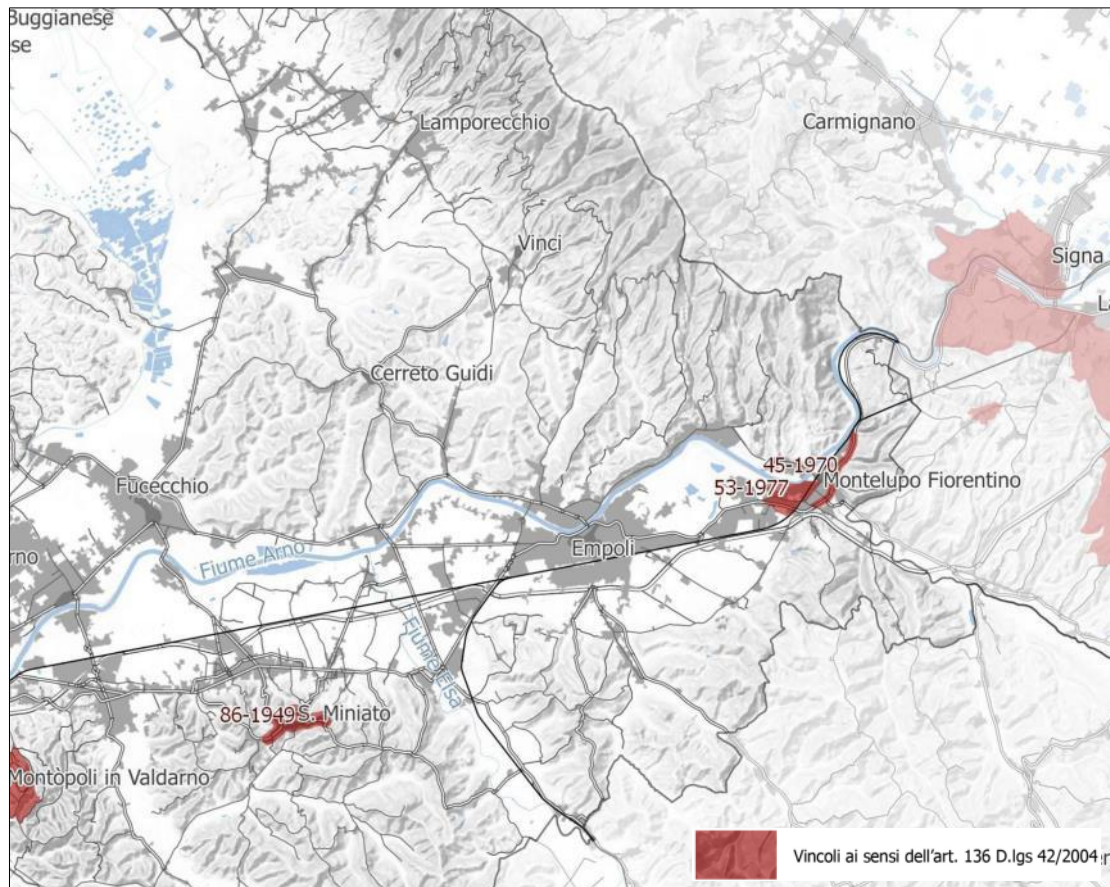 Buggianese
se
Lamporecchio
Carmignano
Vinci
Signa
La
Cerreto Guidi
45-1970
53-1977
Montelupo Fiorentino
Fucecchio
Fiume Arno
Empoli
rno
Fiume Elsa
86-1949
S. Miniato
Montopoli in Valdarno
Vincoli ai sensi dell'art. 136 D.lgs 42/2004